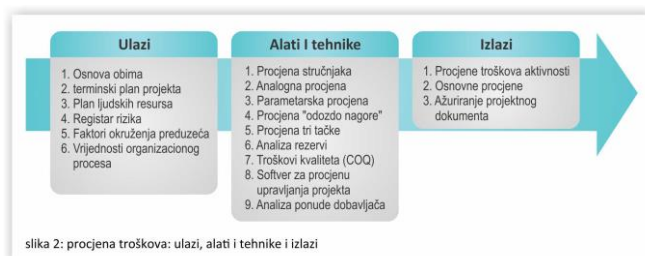 Ulazi
1. Osnova obima
2. terminski plan projekta
3. Plan ljudskih resursa
4. Registar rizika
5. Faktori okruženja preduzeća
6. Vrijednosti organizacionog
procesa
Alati I tehnike
1. Procjena stručnjaka
2. Analogna procjena
3. Parametarska procjena
4. Procjena "odozdo nagore"
5. Procjena tri tačke
6. Analiza rezervi
7. Troškovi kvaliteta (COQ)
8. Softver za procjenu
upravljanja projekta
9. Analiza ponude dobavljača
Izlazi
1. Procjene troškova aktivnosti
2. Osnovne procjene
3. Ažuriranje projektnog
dokumenta
slika 2: procjena troškova: ulazi, alati i tehnike i izlazi